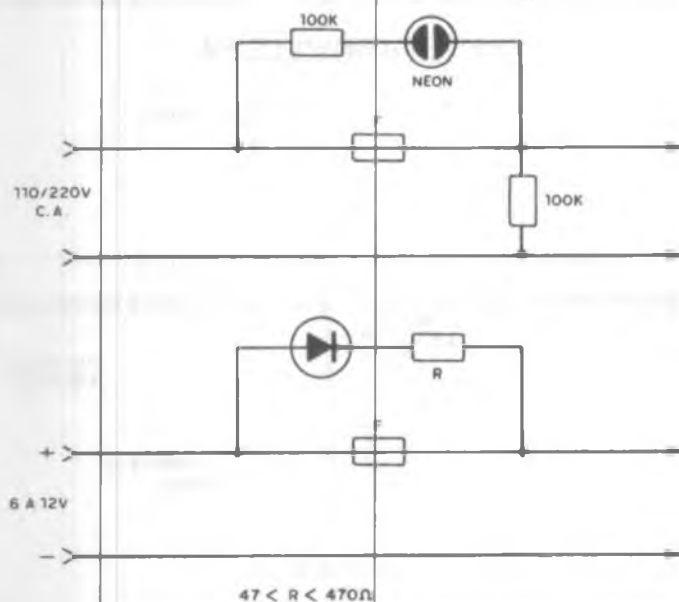 100K
NEON
F
110/220V
C.A.
100K
R
F
+
6 A 12V
-
47 < R < 470Ω